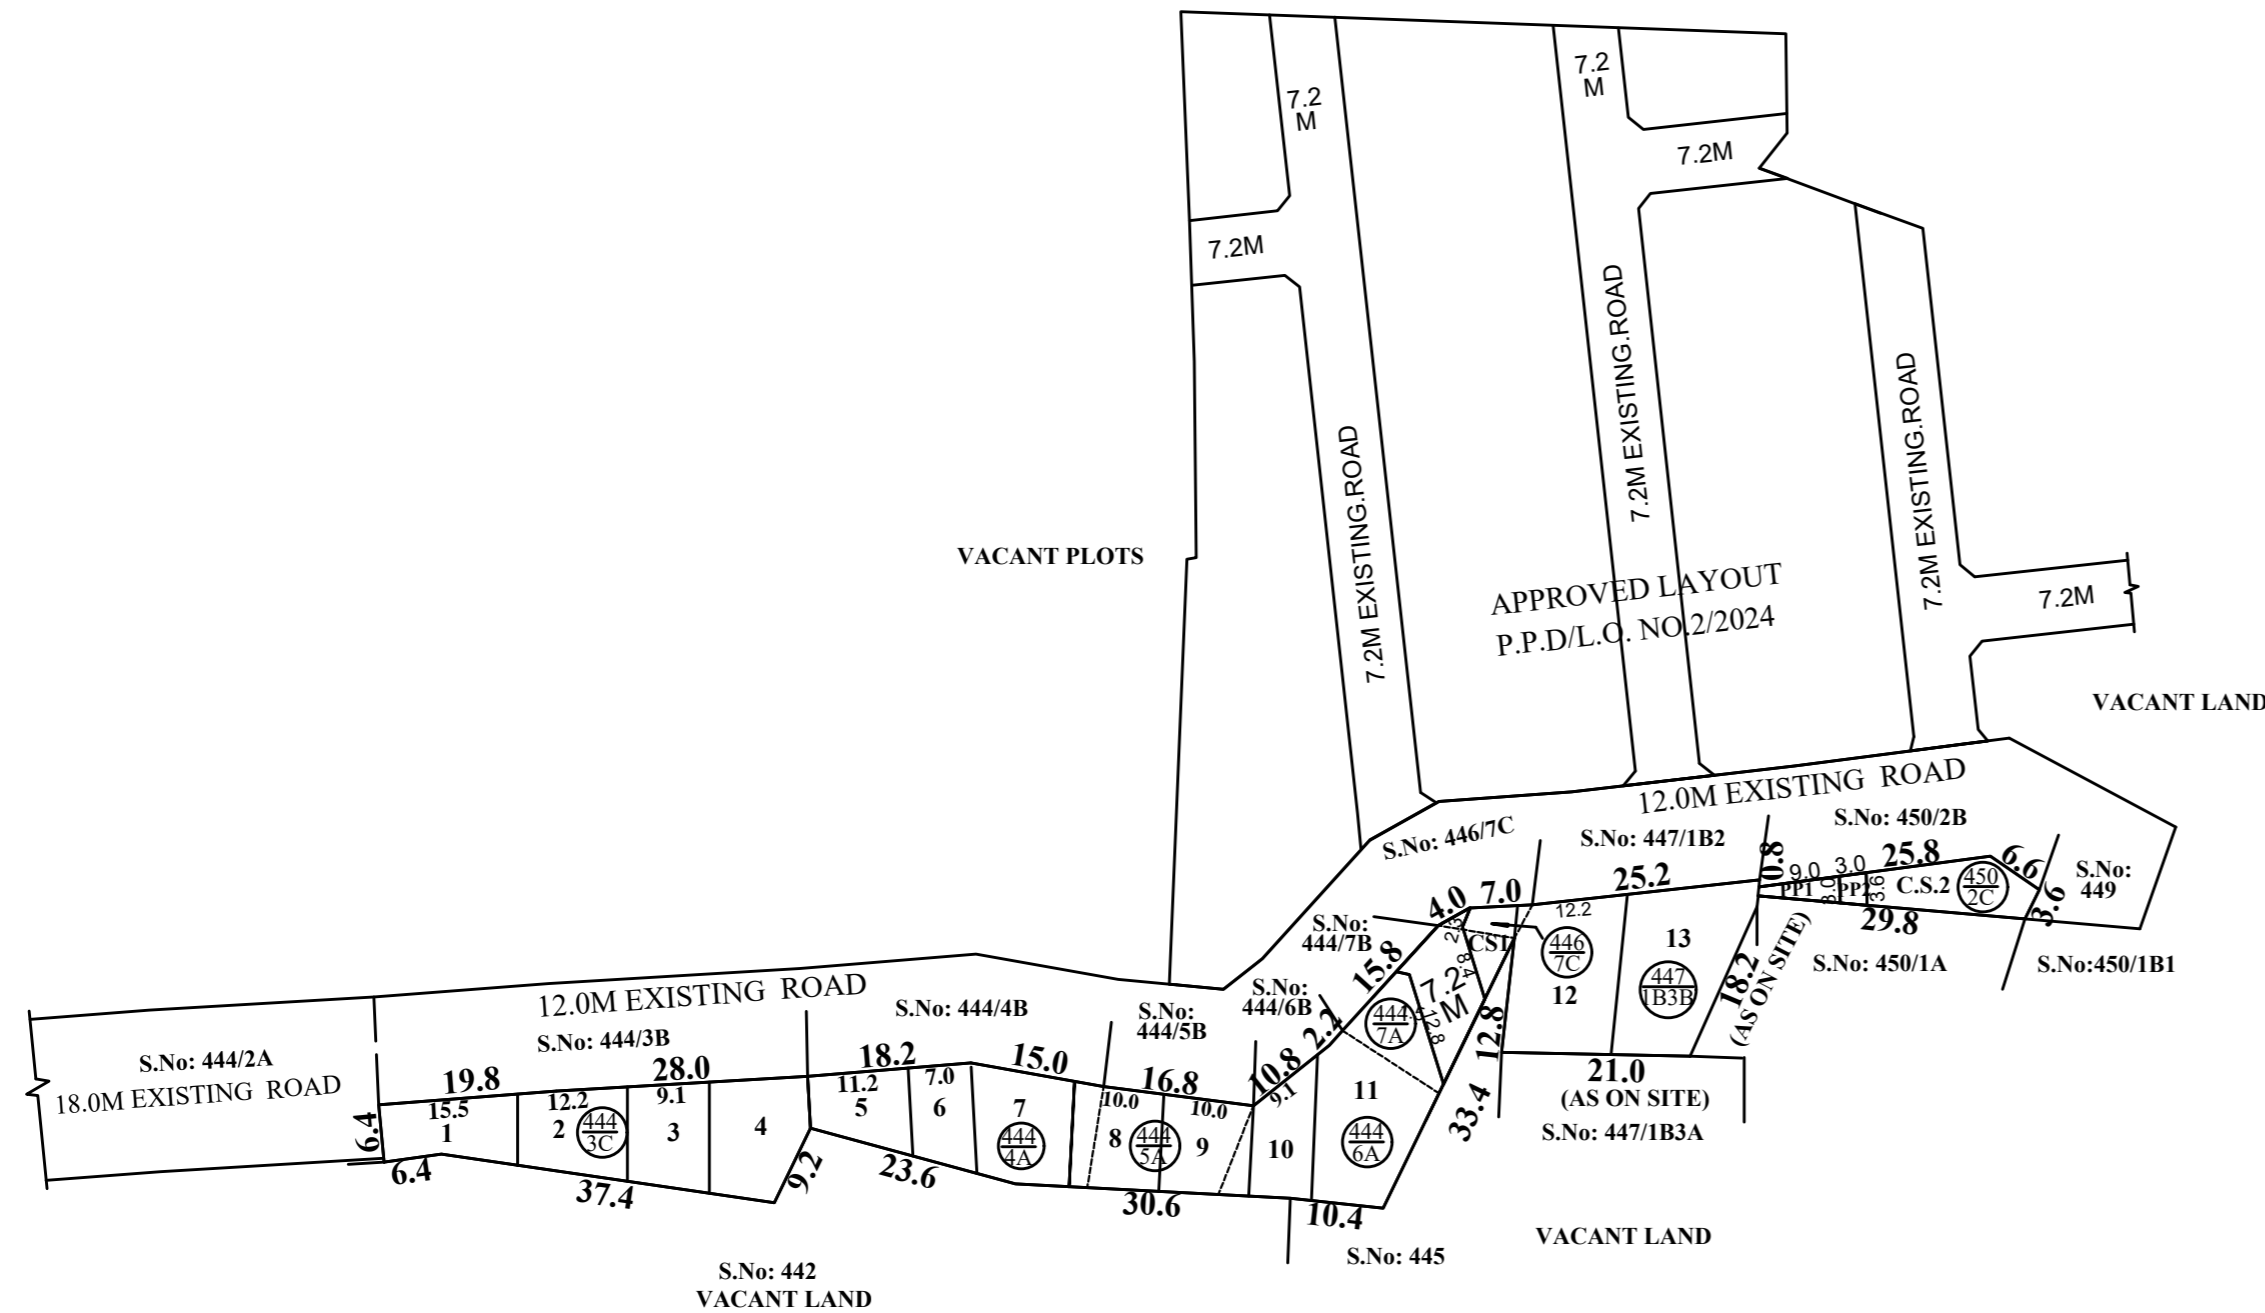 7.2
M
7.2
M
7.2M
7.2M
7.2M EXISTING.ROAD
7.2M EXISTING.ROAD
7.2M EXISTING.ROAD
VACANT PLOTS
APPROVED LAYOUT
P.P.D/L.O. NO.2/2024
7.2M
VACANT LAND
12.0M EXISTING ROAD
S.No: 446/7C
S.No: 447/1B2
S.No: 450/2B
0.8
9.0
3.0
25.8
6.6
S.No:
449
PP1
3.0
PP2
3.6
C.S.2
450
2C
3.6
29.8
S.No: 450/1A
S.No:450/1B1
4.0
7.0
25.2
12.2
S.No:
444/7B
2.3
CS1
8.4
446
7C
12
13
447
1B3B
18.2
(AS ON SITE)
15.8
7.2
M
444
7A
12.8
12.8
21.0
(AS ON SITE)
S.No: 447/1B3A
33.4
12.0M EXISTING ROAD
S.No: 444/2A
18.0M EXISTING ROAD
S.No: 444/3B
S.No: 444/4B
S.No:
444/5B
S.No:
444/6B
2.2
10.8
9.1
19.8
28.0
18.2
15.0
16.8
6.4
15.5
1
12.2
2
444
3C
9.1
3
4
11.2
5
7.0
6
7
444
4A
10.0
8
444
5A
10.0
9
10
11
444
6A
6.4
37.4
9.2
23.6
30.6
10.4
S.No: 445
VACANT LAND
S.No: 442
VACANT LAND